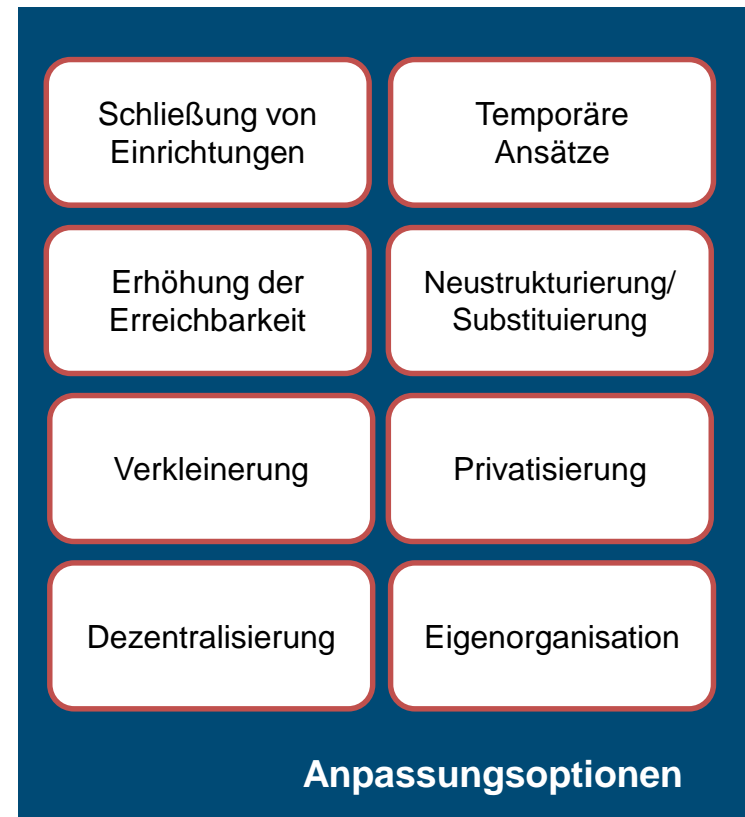 Schließung von
Einrichtungen
Temporäre
Ansätze
Erhöhung der
Erreichbarkeit
Neustrukturierung/
Substituierung
Verkleinerung
Privatisierung
Dezentralisierung
Eigenorganisation
Anpassungsoptionen